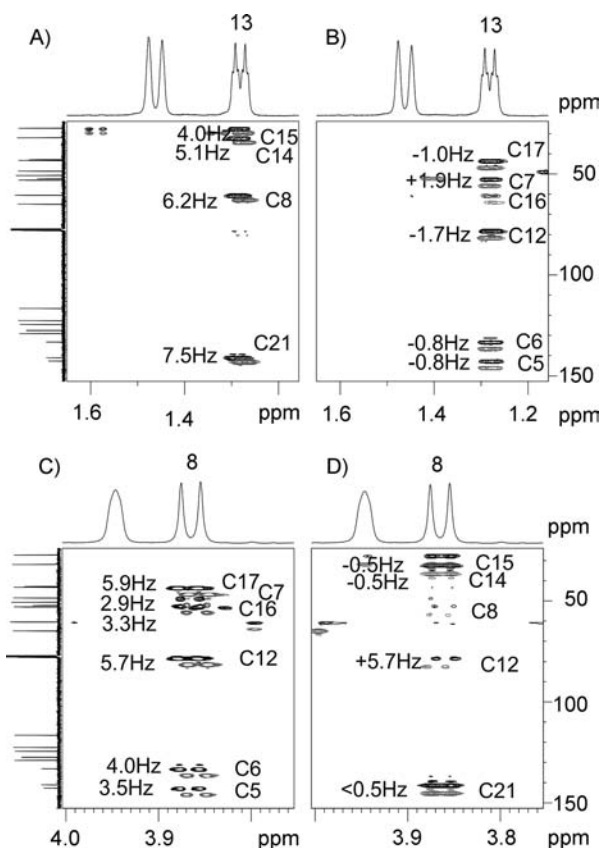 A)
13
B)
13
ppm
4.0Hz C15
5.1Hz C14
6.2Hz C8
7.5Hz C21
1.6 1.4 ppm
-1.0Hz C17
+1.9Hz C7
C16
-1.7Hz C12
-0.8Hz C6
-0.8Hz C5
50
100
150
1.6 1.4 1.2
ppm
C)
8
D)
8
ppm
5.9Hz C17
C7
2.9Hz C16
3.3Hz
5.7Hz C12
4.0Hz C6
3.5Hz C5
4.0 3.9 ppm
-0.5Hz C15
-0.5Hz C14
C8
+5.7Hz C12
<0.5Hz C21
50
100
150
3.9 3.8
ppm